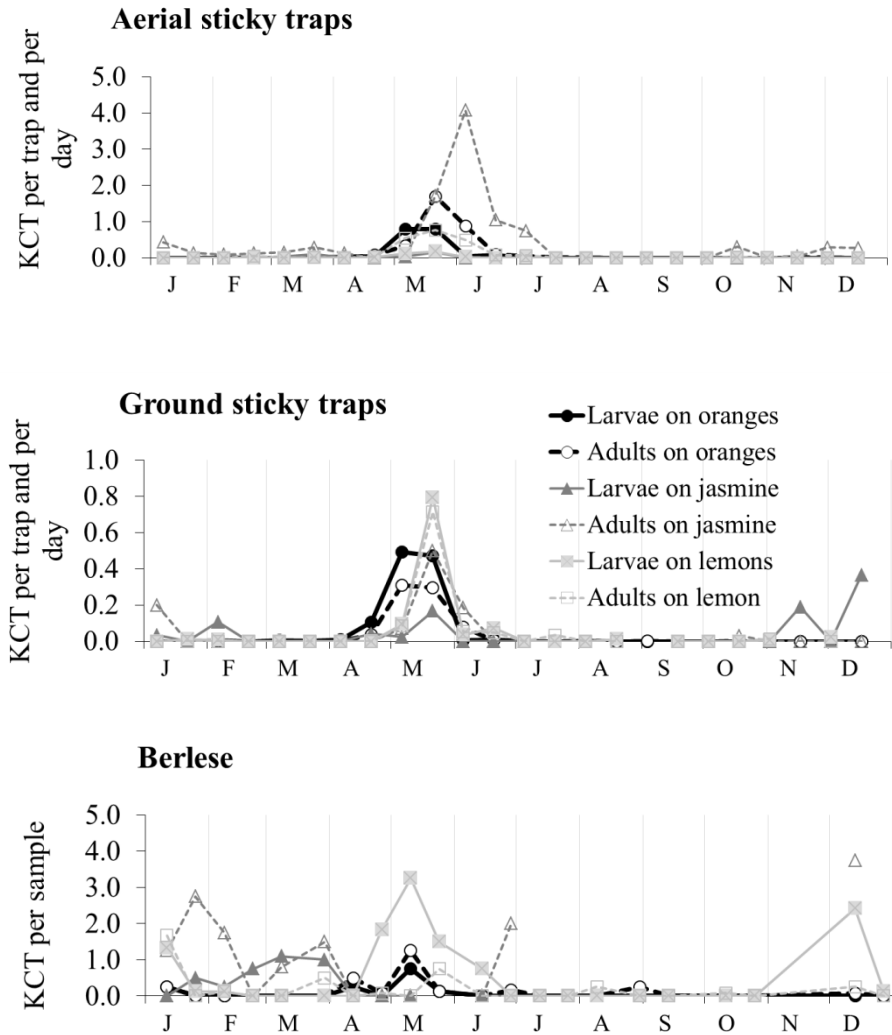 Aerial sticky traps
KCT per trap and per
day
5.0
4.0
3.0
2.0
1.0
0.0
J F M A M J J A S O N D
Ground sticky traps
KCT per trap and per
day
1.0
0.8
0.6
0.4
0.2
0.0
Larvae on oranges
Adults on oranges
Larvae on jasmine
Adults on jasmine
Larvae on lemons
Adults on lemon
J F M A M J J A S O N D
Berlese
KCT per sample
5.0
4.0
3.0
2.0
1.0
0.0
J F M A M J J A S O N D